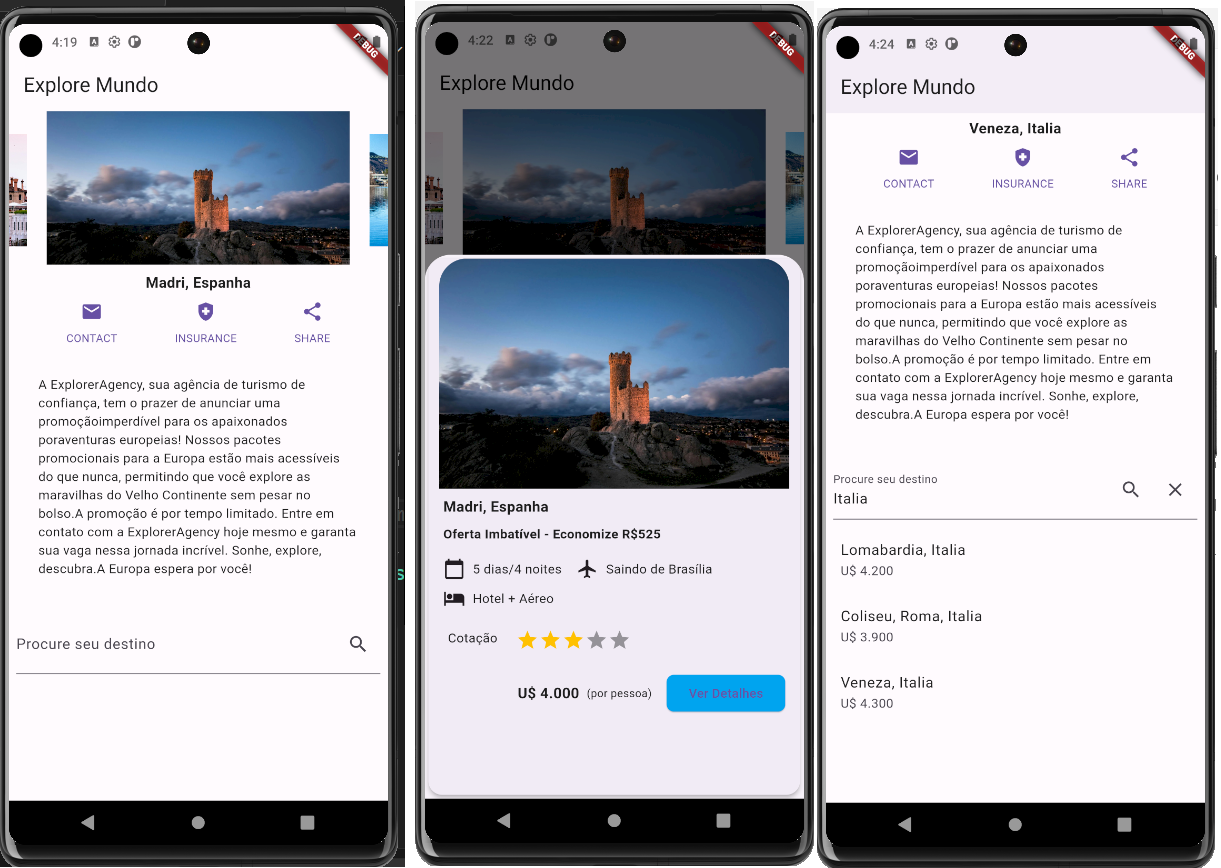 4:19
DEBUG
Explore Mundo
Madri, Espanha
CONTACT INSURANCE SHARE
A ExplorerAgency, sua agência de turismo de
confiança, tem o prazer de anunciar uma
promoçãoimperdível para os apaixonados
poraventuras europeias! Nossos pacotes
promocionais para a Europa estão mais acessíveis
do que nunca, permitindo que você explore as
maravilhas do Velho Continente sem pesar no
bolso.A promoção é por tempo limitado. Entre em
contato com a ExplorerAgency hoje mesmo e garanta
sua vaga nessa jornada incrível. Sonhe, explore,
descubra.A Europa espera por você!
Procure seu destino
4:22
DEBUG
Explore Mundo
Madri, Espanha
Oferta Imbatível - Economize R$525
5 dias/4 noites Saindo de Brasília
Hotel + Aéreo
Cotação
U$ 4.000 (por pessoa) Ver Detalhes
4:24
DEBUG
Explore Mundo
Veneza, Italia
CONTACT INSURANCE SHARE
A ExplorerAgency, sua agência de turismo de
confiança, tem o prazer de anunciar uma
promoçãoimperdível para os apaixonados
poraventuras europeias! Nossos pacotes
promocionais para a Europa estão mais acessíveis
do que nunca, permitindo que você explore as
maravilhas do Velho Continente sem pesar no
bolso.A promoção é por tempo limitado. Entre em
contato com a ExplorerAgency hoje mesmo e garanta
sua vaga nessa jornada incrível. Sonhe, explore,
descubra.A Europa espera por você!
Procure seu destino
Italia
Lomabardia, Italia
U$ 4.200
Coliseu, Roma, Italia
U$ 3.900
Veneza, Italia
U$ 4.300